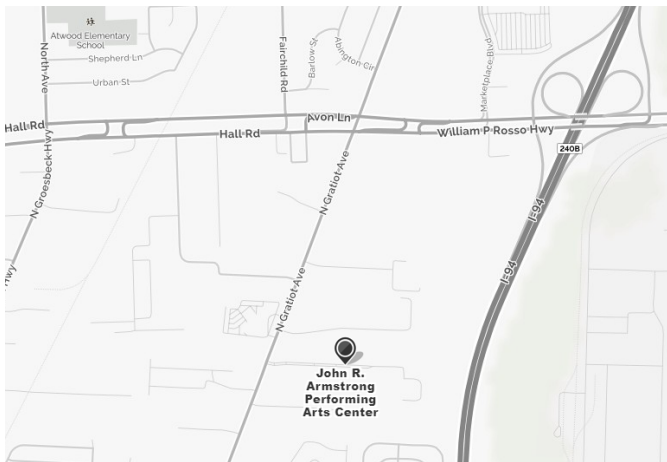 Atwood Elementary
School
North Ave
Shepherd Ln
Urban St
Fairchild Rd
Barlow St
Abington Cir
Marketplace Blvd
Hall Rd
Avon Ln
Hall Rd
William P Rosso Hwy
240B
N Groesbeck Hwy
N Gratiot Ave
I-94
Hwy
I-94
N Gratiot Ave
John R.
Armstrong
Performing
Arts Center